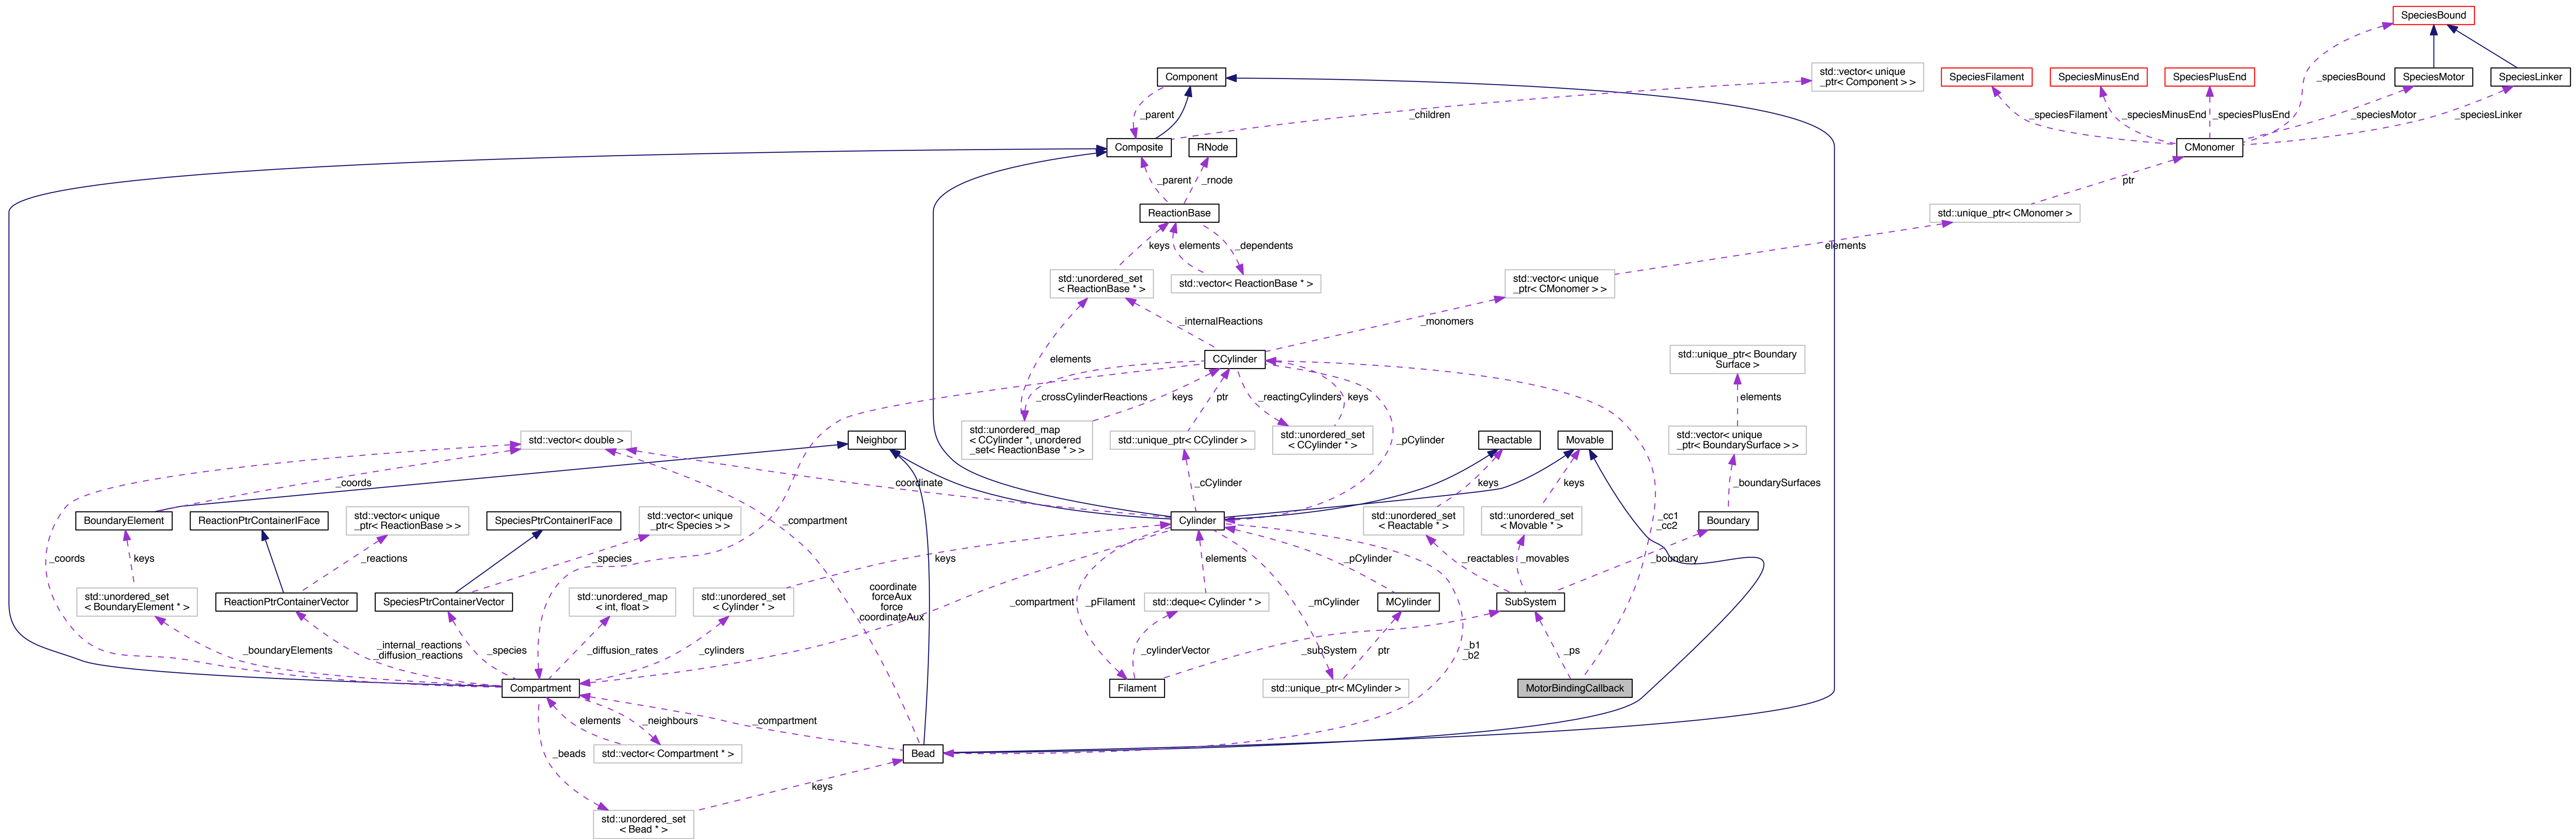 SpeciesBound
Component
std::vector< unique
_ptr< Component > >
SpeciesFilament
SpeciesMinusEnd
SpeciesPlusEnd
_speciesBound
SpeciesMotor
SpeciesLinker
_parent
_children
_speciesFilament
_speciesMinusEnd
_speciesPlusEnd
_speciesMotor
_speciesLinker
Composite
RNode
CMonomer
_parent
_rnode
ptr
ReactionBase
std::unique_ptr< CMonomer >
keys
elements
_dependents
elements
std::unordered_set
< ReactionBase * >
std::vector< ReactionBase * >
std::vector< unique
_ptr< CMonomer > >
_internalReactions
_monomers
elements
CCylinder
std::unique_ptr< Boundary
Surface >
_crossCylinderReactions
keys
ptr
_reactingCylinders
keys
elements
std::vector< double >
Neighbor
std::unordered_map
< CCylinder *, unordered
_set< ReactionBase * > >
std::unique_ptr< CCylinder >
std::unordered_set
< CCylinder * >
_pCylinder
Reactable
Movable
std::vector< unique
_ptr< BoundarySurface > >
_coords
coordinate
_cCylinder
keys
keys
_boundarySurfaces
BoundaryElement
ReactionPtrContainerIFace
std::vector< unique
_ptr< ReactionBase > >
SpeciesPtrContainerIFace
std::vector< unique
_ptr< Species > >
_compartment
Cylinder
std::unordered_set
< Reactable * >
std::unordered_set
< Movable * >
_cc1
_cc2
Boundary
_coords
keys
_reactions
_species
keys
elements
_pCylinder
_reactables
_movables
_boundary
std::unordered_set
< BoundaryElement * >
ReactionPtrContainerVector
SpeciesPtrContainerVector
std::unordered_map
< int, float >
std::unordered_set
< Cylinder * >
coordinate
forceAux
force
coordinateAux
_compartment
_pFilament
std::deque< Cylinder * >
_mCylinder
MCylinder
SubSystem
_boundaryElements
_internal_reactions
_diffusion_reactions
_species
_diffusion_rates
_cylinders
_cylinderVector
_subSystem
ptr
_b1
_b2
_ps
Compartment
Filament
std::unique_ptr< MCylinder >
MotorBindingCallback
elements
_neighbours
_compartment
_beads
std::vector< Compartment * >
Bead
keys
std::unordered_set
< Bead * >